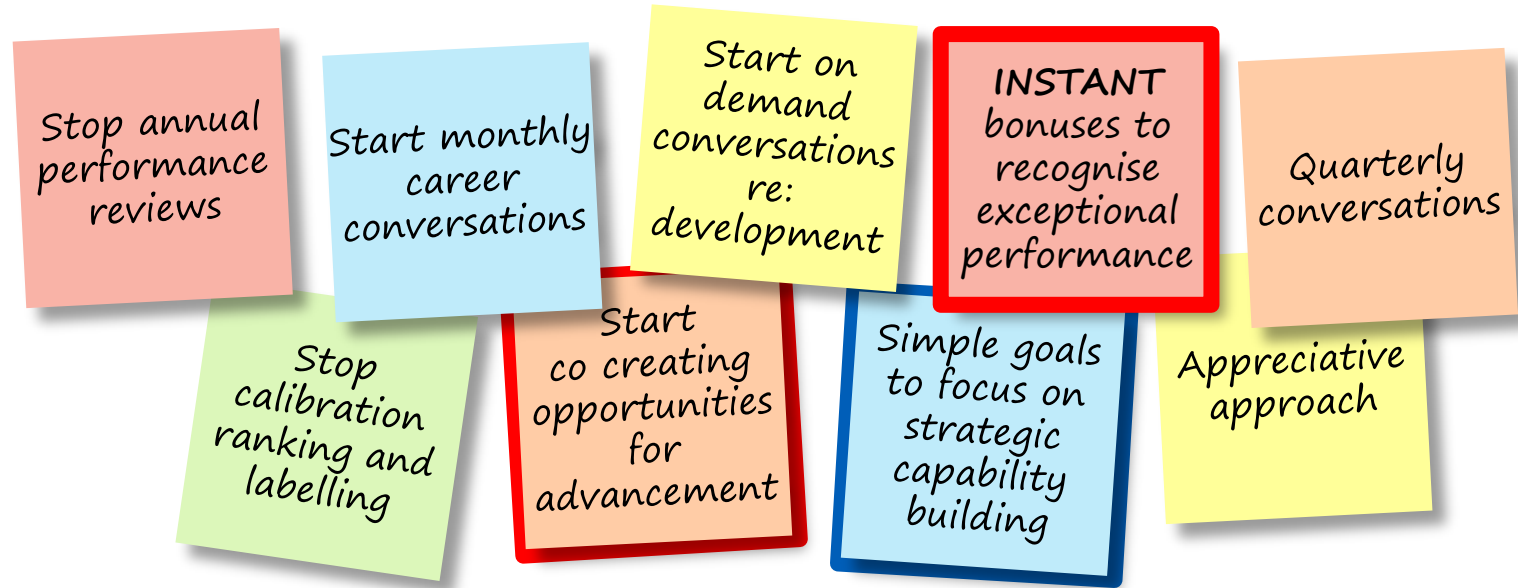 Stop annual
performance
reviews
Start monthly
career
conversations
Start on
demand
conversations
re:
development
INSTANT
bonuses to
recognise
exceptional
performance
Quarterly
conversations
Stop
calibration
ranking and
labelling
Start
co creating
opportunities
for
advancement
Simple goals
to focus on
strategic
capability
building
Appreciative
approach